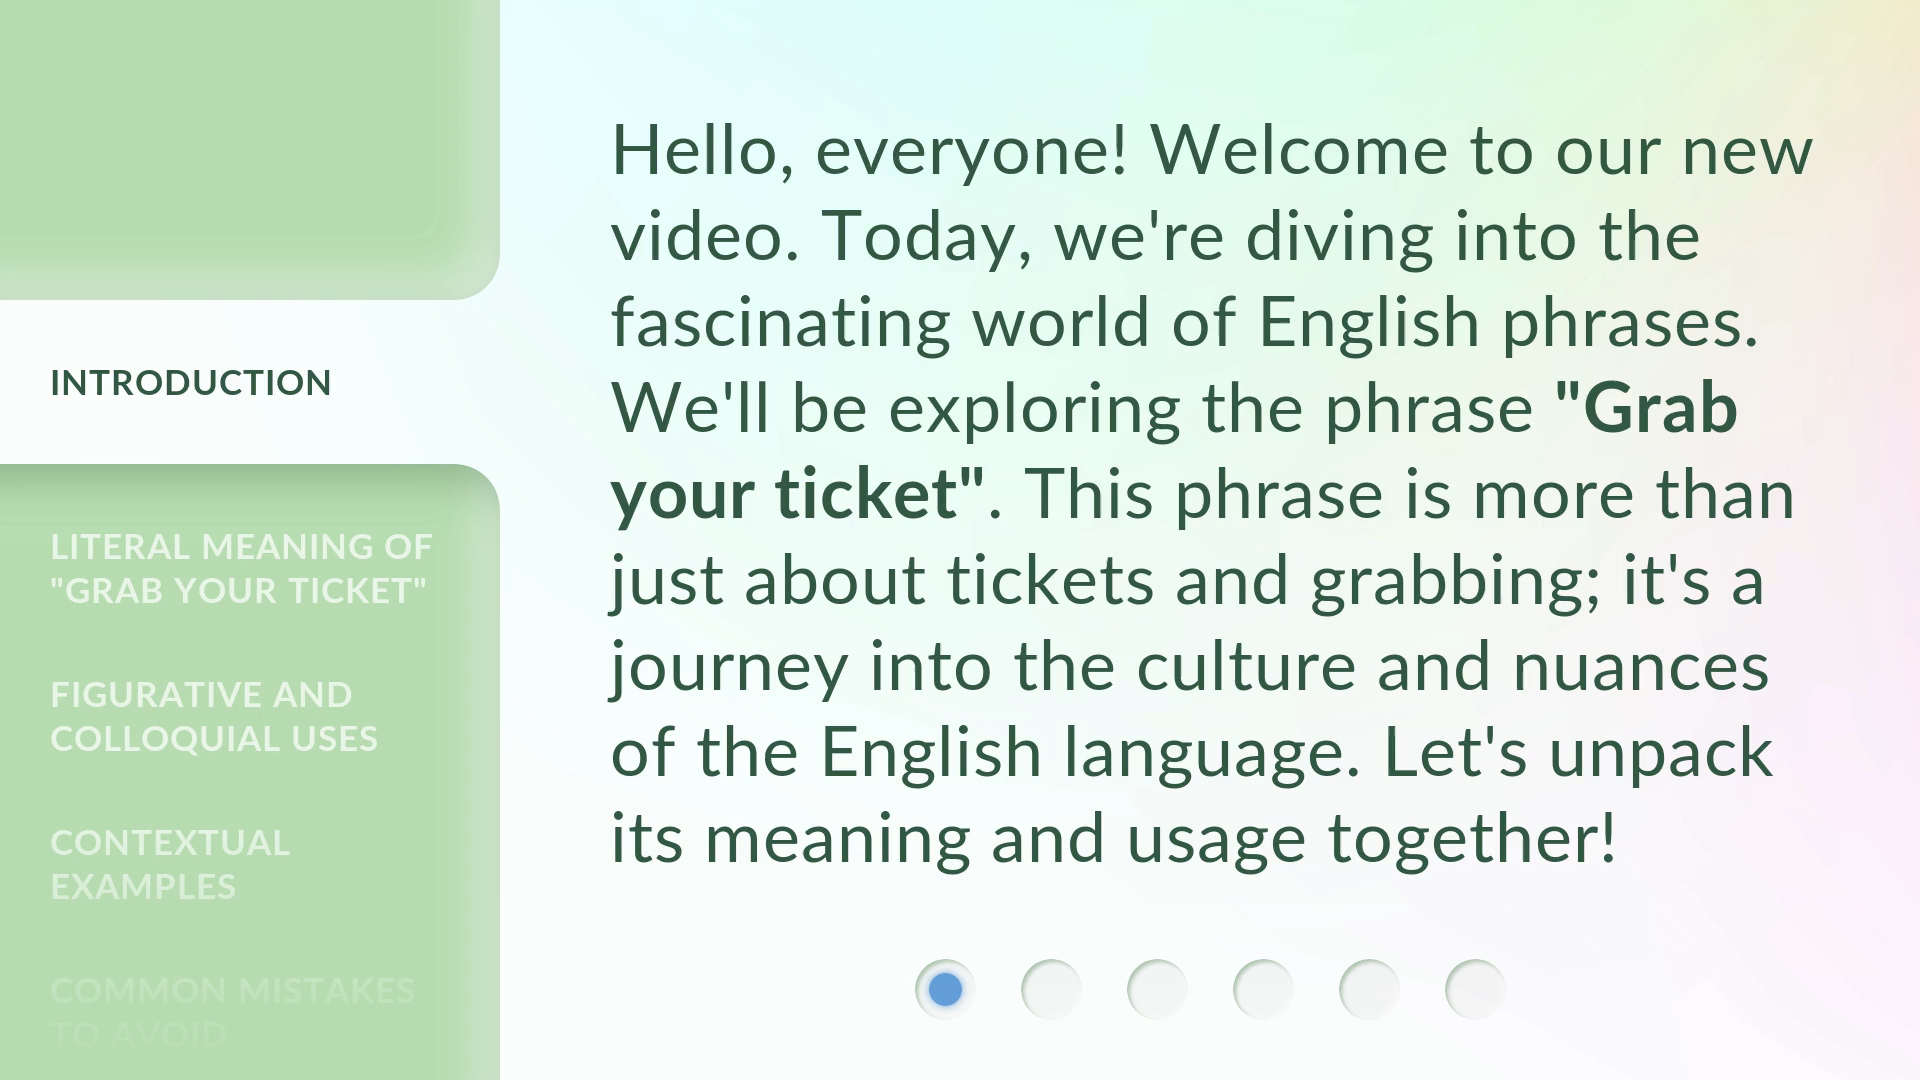 INTRODUCTION
LITERAL MEANING OF
"GRAB YOUR TICKET"
FIGURATIVE AND
COLLOQUIAL USES
CONTEXTUAL
EXAMPLES
COMMON MISTAKES
TO AVOID
Hello, everyone! Welcome to our new
video. Today, we're diving into the
fascinating world of English phrases.
We'll be exploring the phrase "Grab
your ticket". This phrase is more than
just about tickets and grabbing; it's a
journey into the culture and nuances
of the English language. Let's unpack
its meaning and usage together!